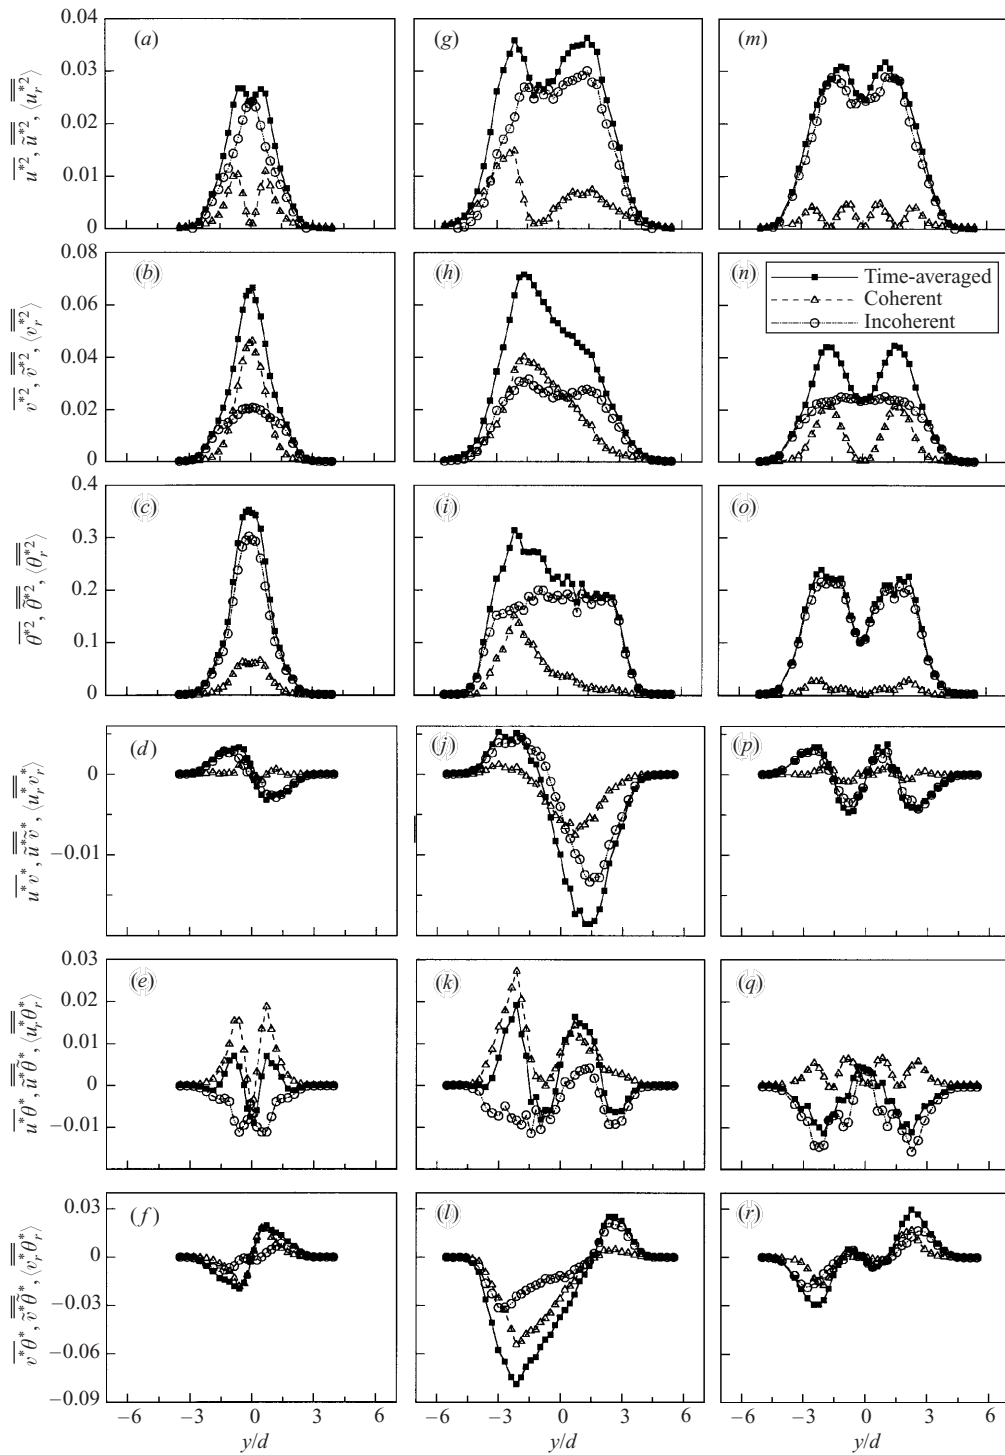 0.04
0.03
0.02
0.01
0
(a)
(g)
(m)
0.08
0.06
0.04
0.02
0
(b)
(h)
(n)
Time-averaged
Coherent
Incoherent
0.4
0.3
0.2
0.1
0
(c)
(i)
(o)
0
−0.01
(d)
(j)
(p)
0.03
0.02
0.01
0
−0.01
(e)
(k)
(q)
0.03
0
−0.03
−0.06
−0.09
(f)
(l)
(r)
−6 −3 0 3 6
−6 −3 0 3 6
−6 −3 0 3 6
y/d
y/d
y/d